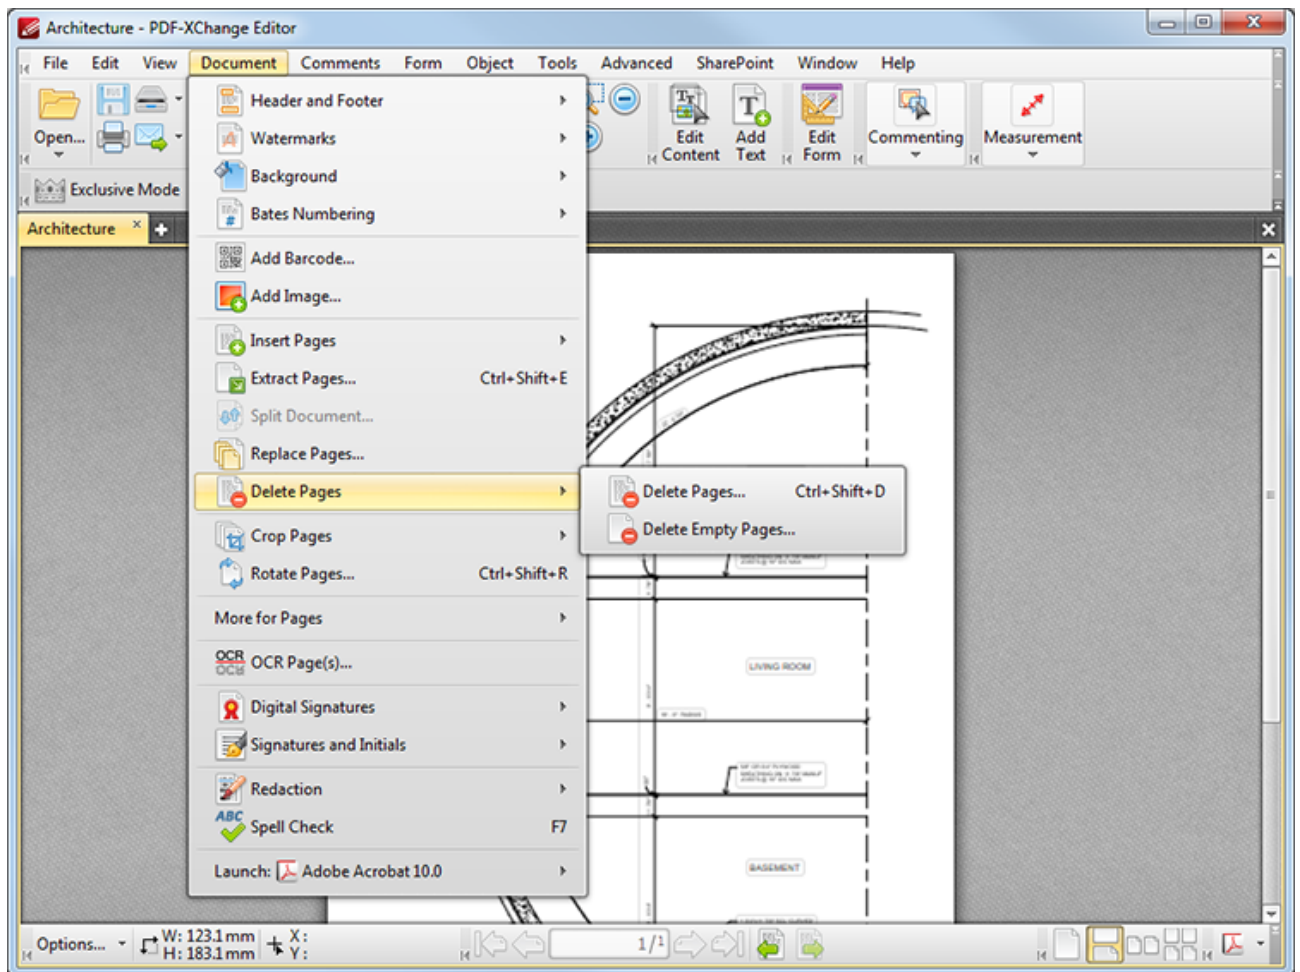 Architecture - PDF-XChange Editor
File Edit View Document Comments Form Object Tools Advanced SharePoint Window Help
Open...
Edit Content
Add Text
Edit Form
Commenting
Measurement
Exclusive Mode
Architecture
Header and Footer
Watermarks
Background
Bates Numbering
Add Barcode...
Add Image...
Insert Pages
Extract Pages... Ctrl+Shift+E
Split Document...
Replace Pages...
Delete Pages
Delete Pages... Ctrl+Shift+D
Delete Empty Pages...
Crop Pages
Rotate Pages... Ctrl+Shift+R
More for Pages
OCR OCR Page(s)...
Digital Signatures
Signatures and Initials
Redaction
ABC Spell Check F7
Launch: Adobe Acrobat 10.0
LIVING ROOM
BASEMENT
Options... W: 123.1 mm X:
H: 183.1 mm Y:
1/1